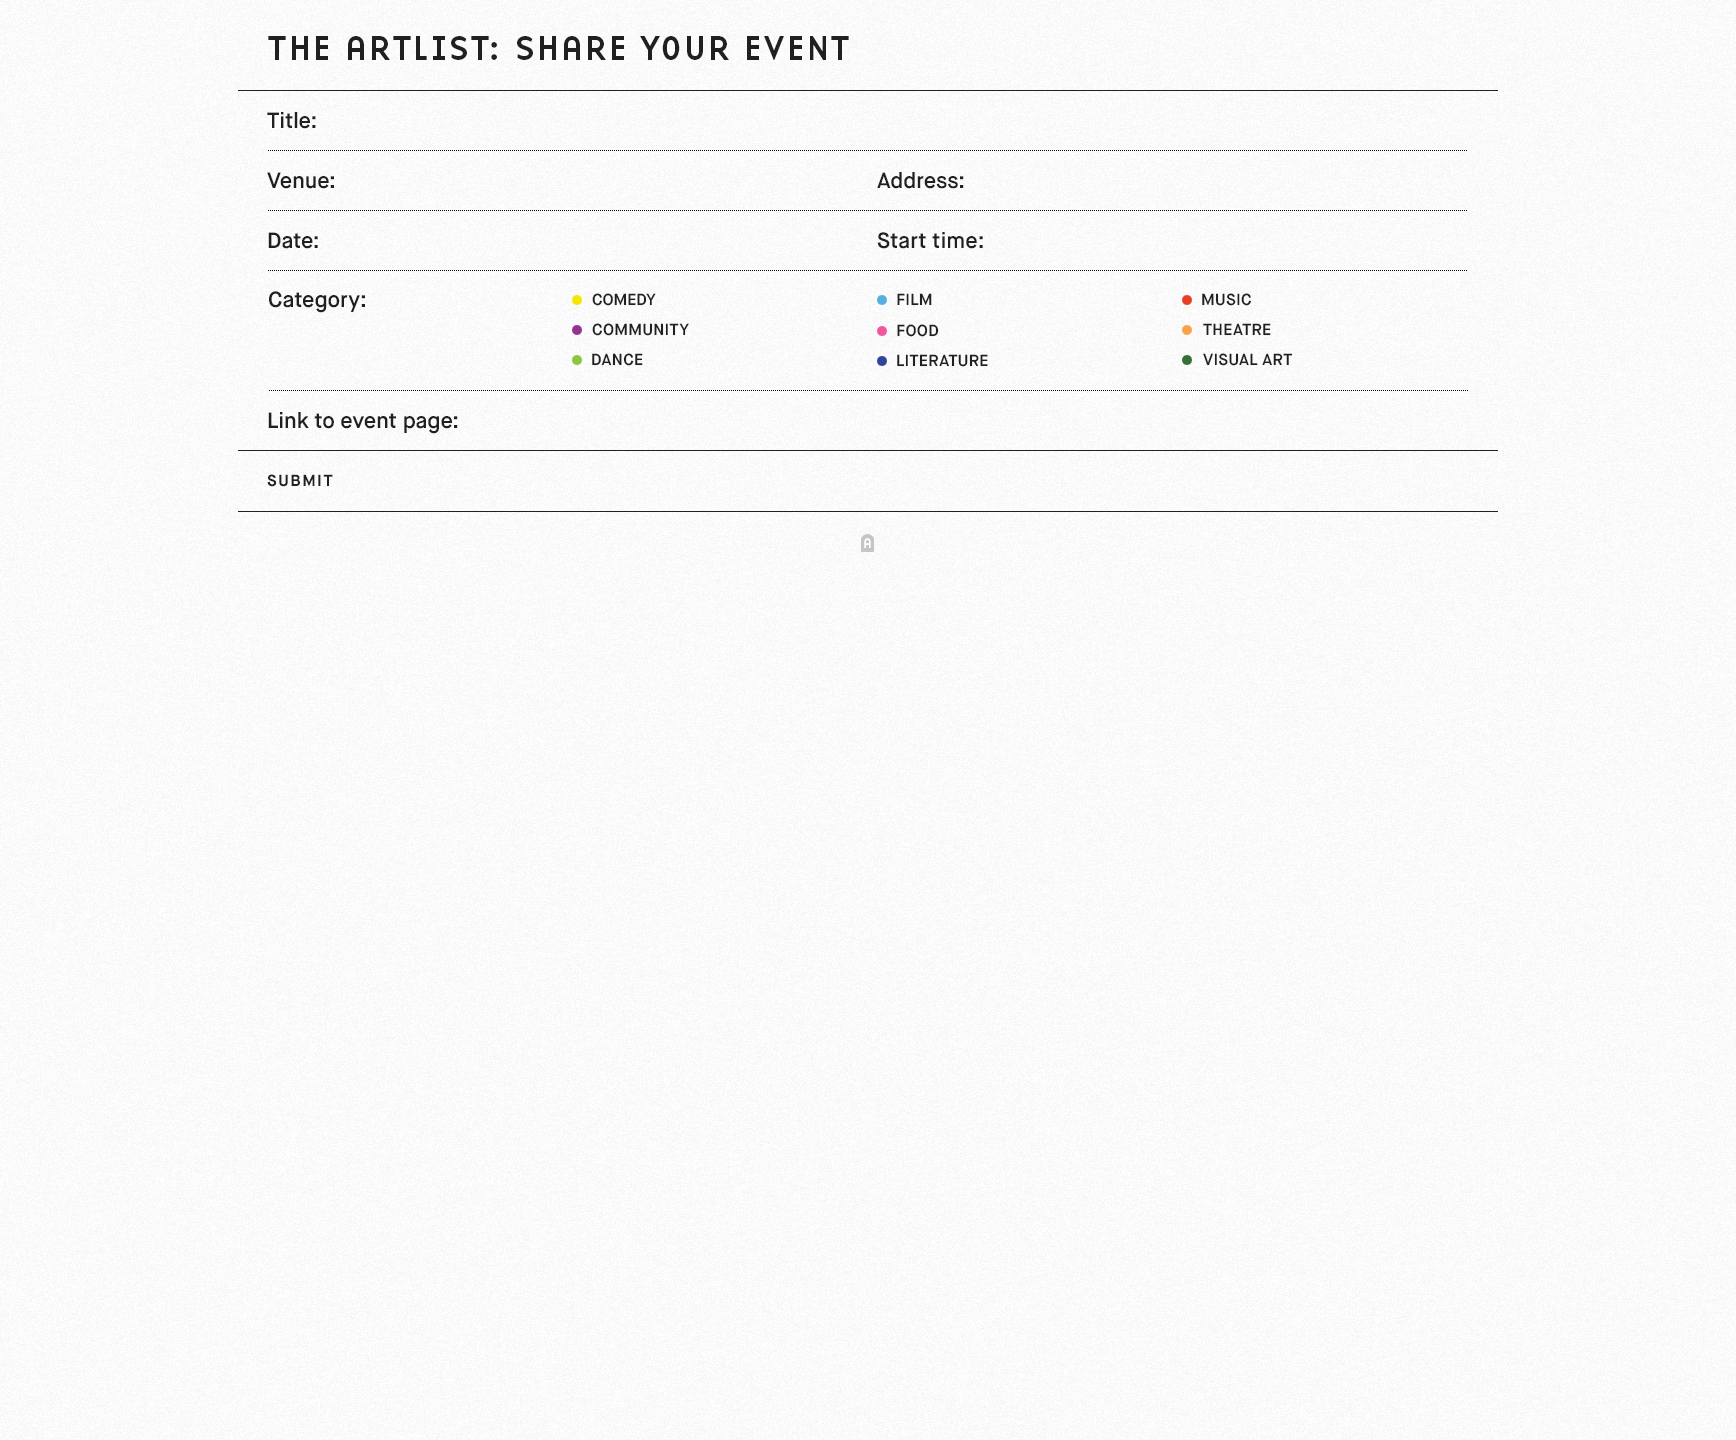 THE ARTLIST: SHARE YOUR EVENT
Title:
Venue: Address:
Date: Start time:
Category: COMEDY FILM MUSIC
COMMUNITY FOOD THEATRE
DANCE LITERATURE VISUAL ART
Link to event page:
SUBMIT
A